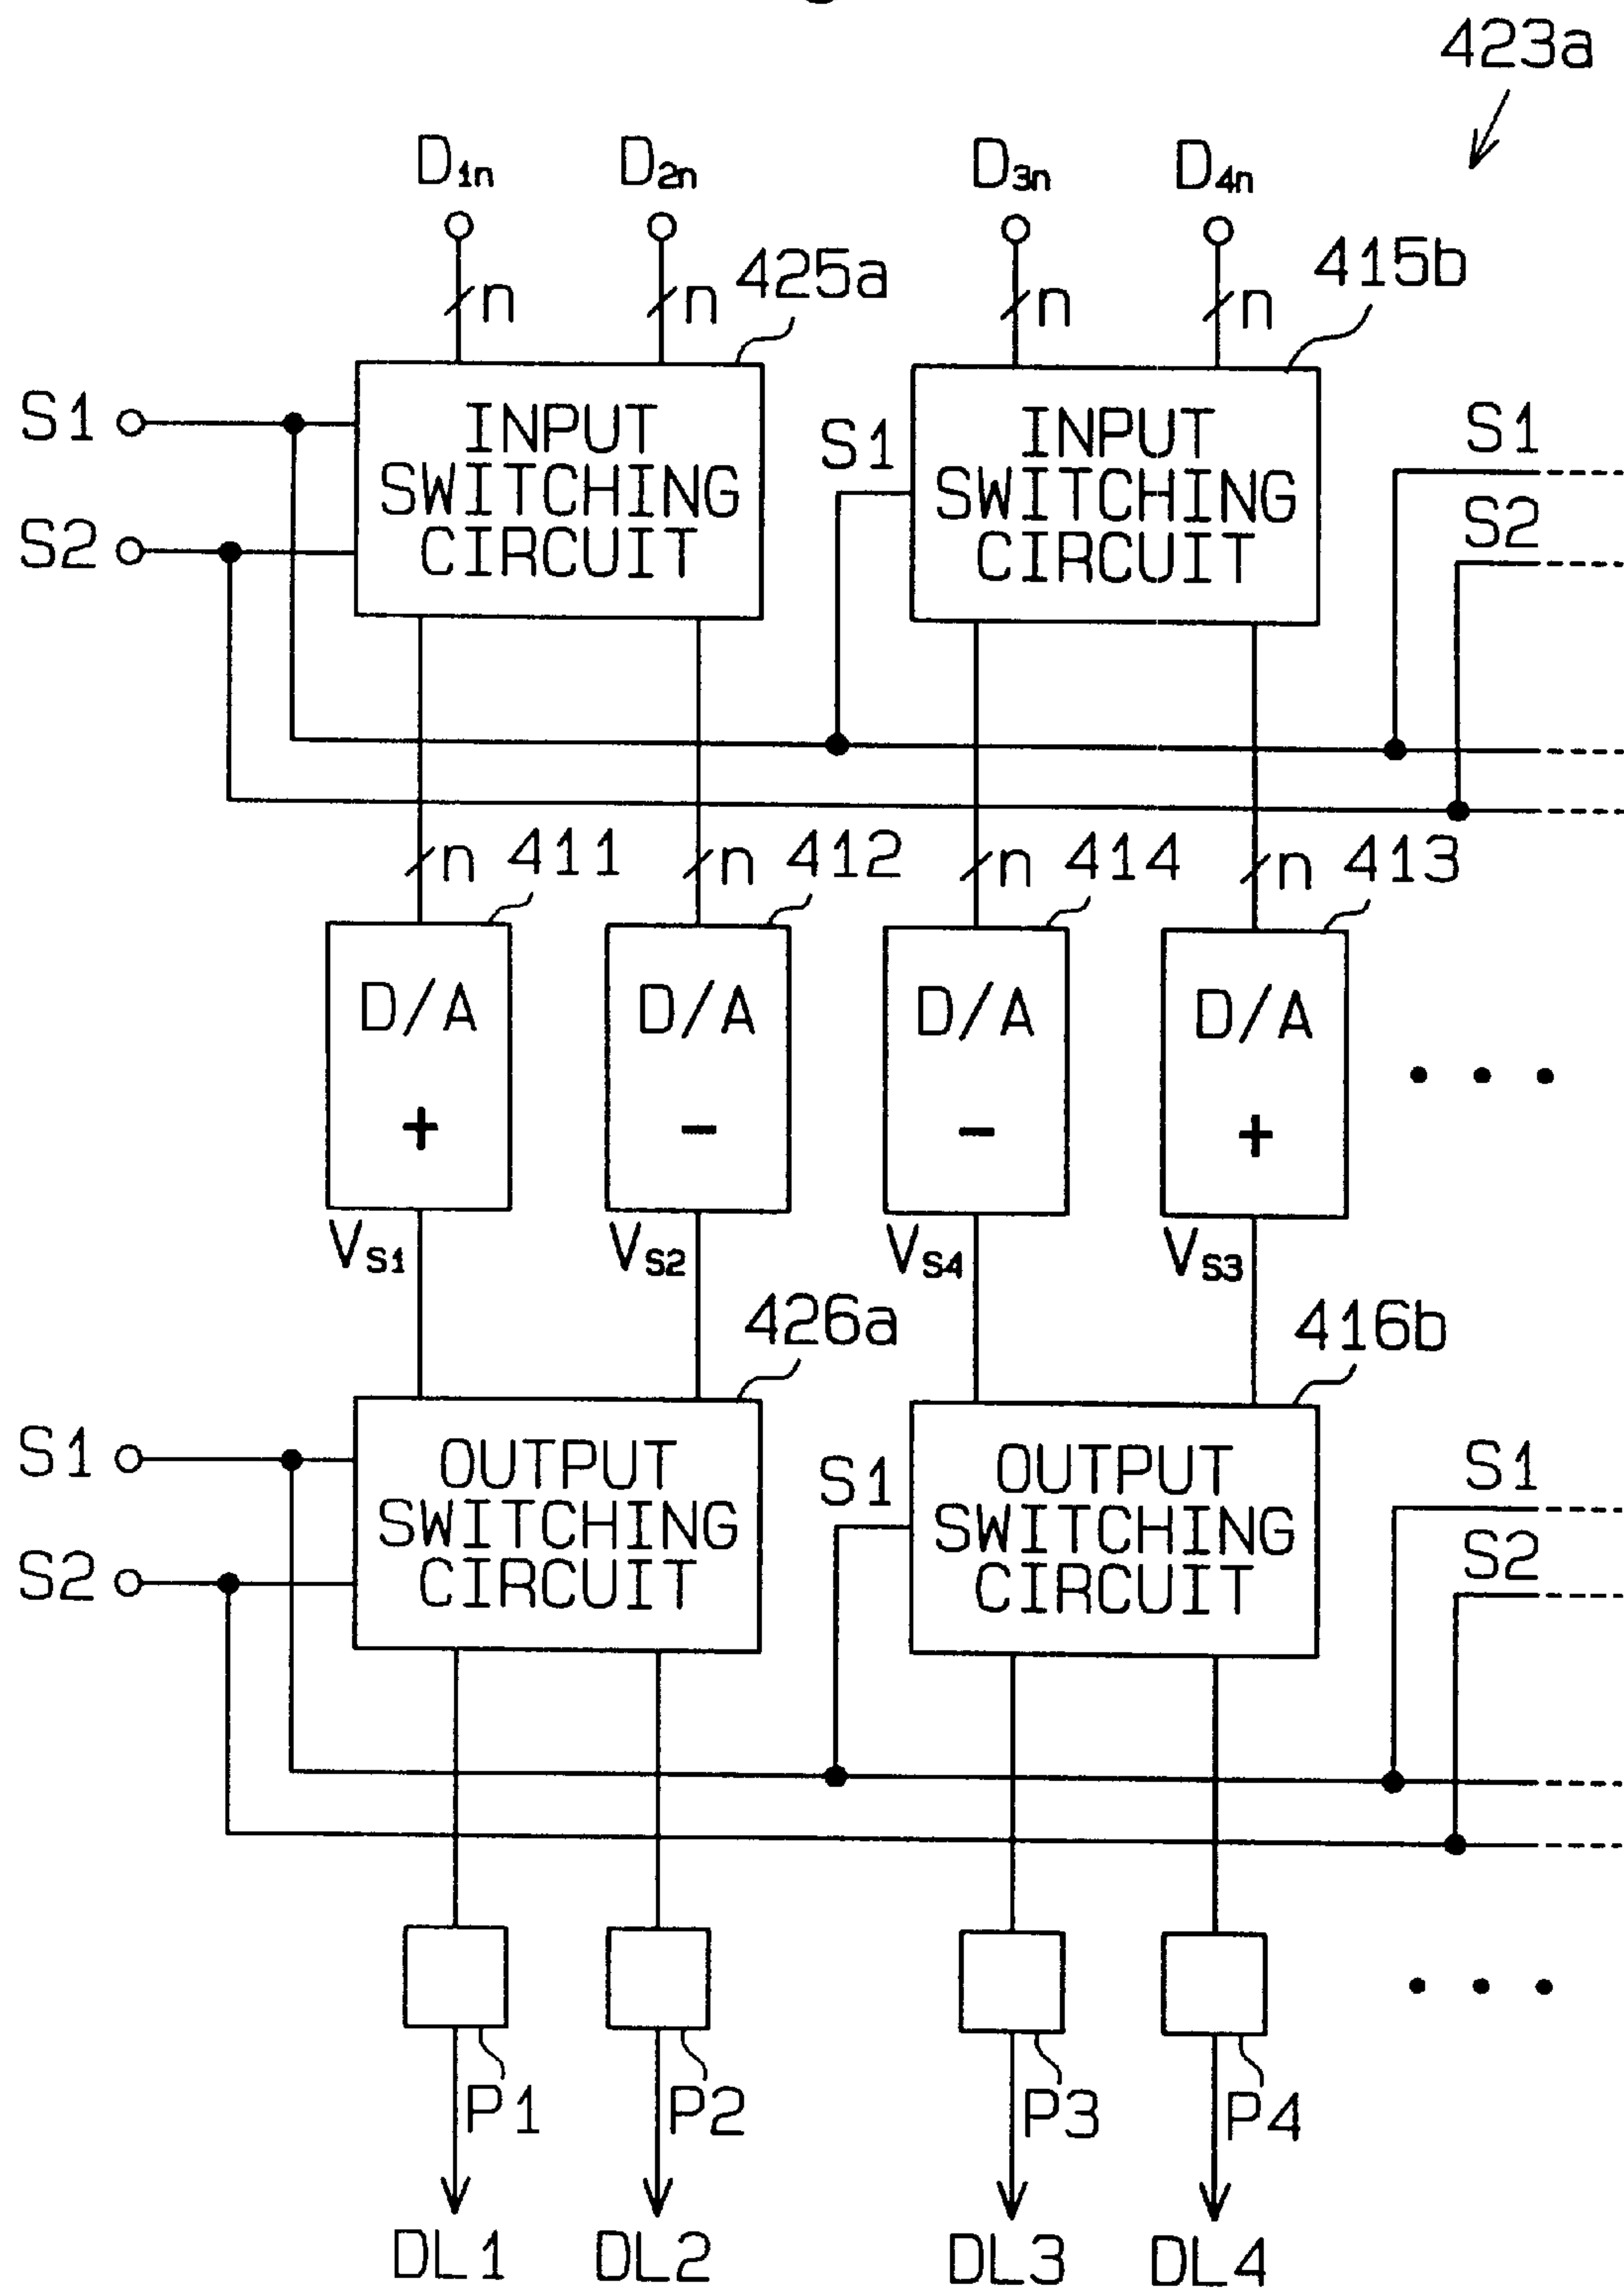 423a
D1n D2n D3n D4n
n n 425a n n 415b
S1 INPUT SWITCHING CIRCUIT S1 INPUT SWITCHING CIRCUIT S1
S2 S2
n 411 n 412 n 414 n 413
D/A D/A D/A D/A
+ − − +
VS1 VS2 VS4 VS3
426a 416b
S1 OUTPUT SWITCHING CIRCUIT S1 OUTPUT SWITCHING CIRCUIT S1
S2 S2
P1 P2 P3 P4
DL1 DL2 DL3 DL4